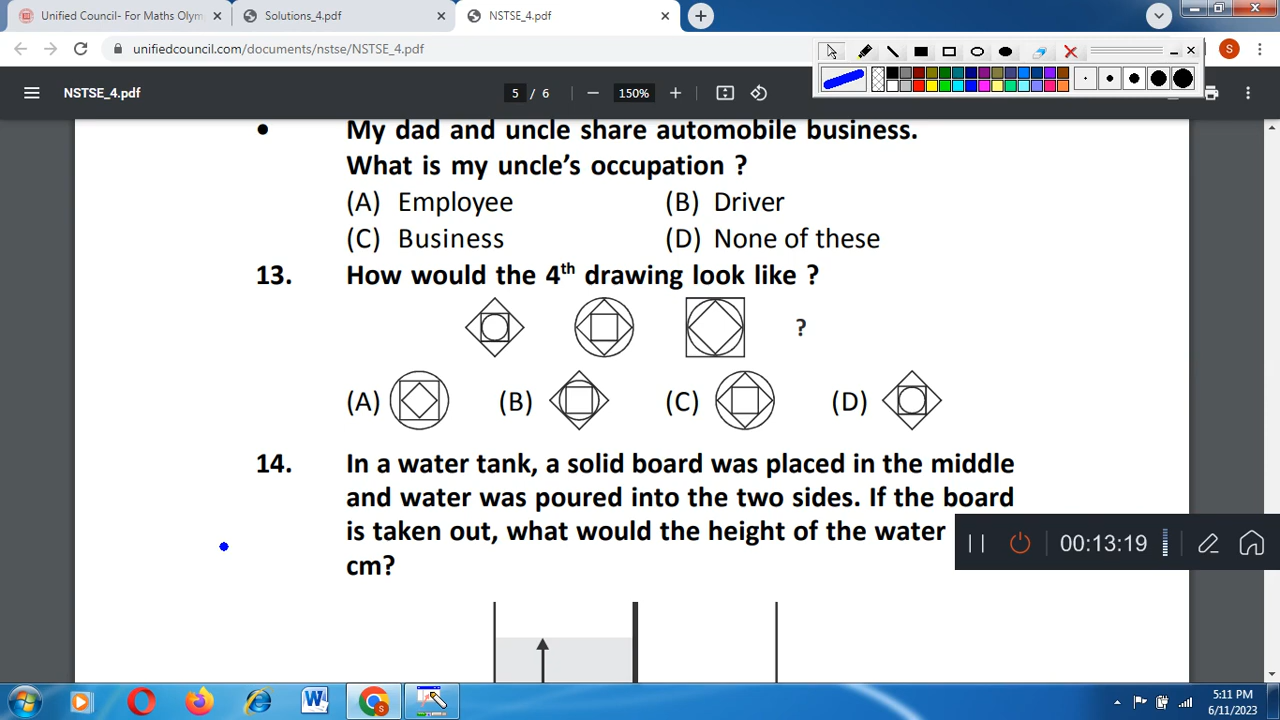 Unified Council- For Maths Olym
Solutions_4.pdf
NSTSE_4.pdf
unifiedcouncil.com/documents/nstse/NSTSE_4.pdf
S
NSTSE_4.pdf
5 / 6
150%
• My dad and uncle share automobile business.
What is my uncle’s occupation ?
(A) Employee (B) Driver
(C) Business (D) None of these
13. How would the 4th drawing look like ?
?
(A) (B) (C) (D)
14. In a water tank, a solid board was placed in the middle
and water was poured into the two sides. If the board
is taken out, what would the height of the water
cm?
00:13:19
5:11 PM
6/11/2023